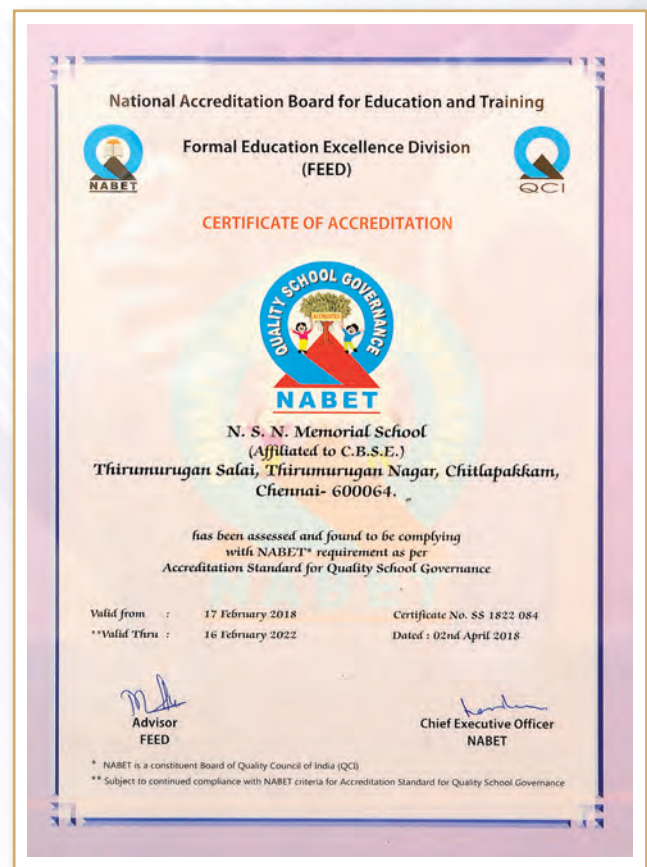 National Accreditation Board for Education and Training
Formal Education Excellence Division
(FEED)
NABET
QCI
CERTIFICATE OF ACCREDITATION
QUALITY SCHOOL GOVERNANCE
ACCREDITED
NABET
N. S. N. Memorial School
(Affiliated to C.B.S.E.)
Thirumurugan Salai, Thirumurugan Nagar, Chitlapakkam,
Chennai- 600064.
has been assessed and found to be complying
with NABET* requirement as per
Accreditation Standard for Quality School Governance
Valid from : 17 February 2018 Certificate No. SS 1822 084
**Valid Thru : 16 February 2022 Dated : 02nd April 2018
Advisor
FEED
Chief Executive Officer
NABET
* NABET is a constituent Board of Quality Council of India (QCI)
** Subject to continued compliance with NABET criteria for Accreditation Standard for Quality School Governance